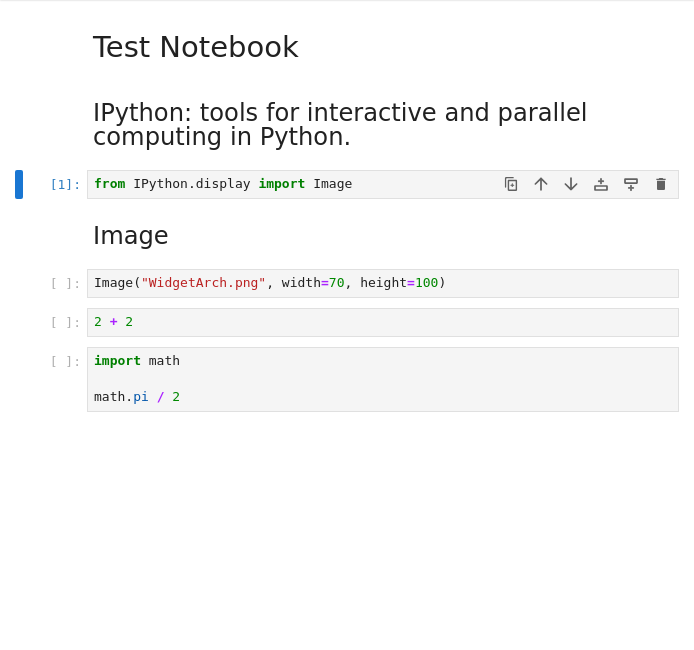 Test Notebook
IPython: tools for interactive and parallel
computing in Python.
[1]: from IPython.display import Image
Image
[ ]: Image("WidgetArch.png", width=70, height=100)
[ ]: 2 + 2
[ ]: import math
math.pi / 2